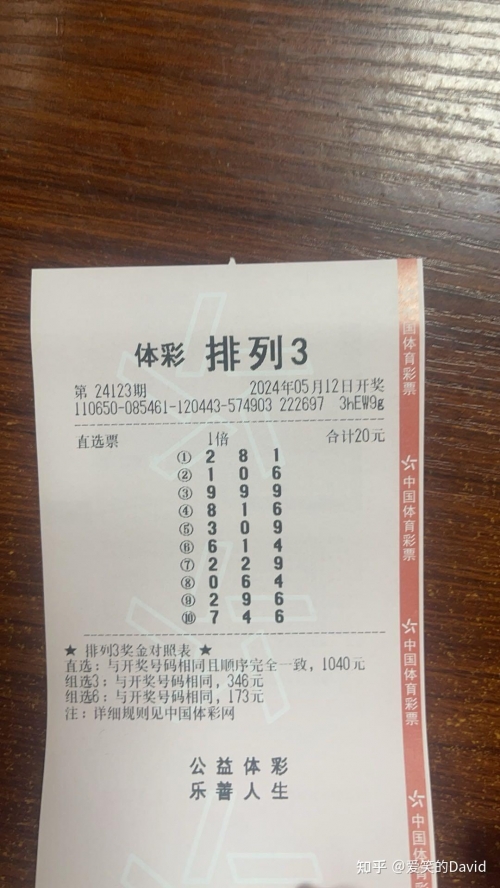 体彩 排列3
第 24123期 2024年05月12日开奖
110650-085461-120443-574903 222697 3hEW9g
直选票 1倍 合计20元
① 2 8 1
② 1 0 6
③ 9 9 9
④ 8 1 6
⑤ 3 0 9
⑥ 6 1 4
⑦ 2 2 9
⑧ 0 6 4
⑨ 2 9 6
⑩ 7 4 6
★ 排列3奖金对照表 ★
直选：与开奖号码相同且顺序完全一致，1040元
组选3：与开奖号码相同，346元
组选6：与开奖号码相同，173元
注：详细规则见中国体彩网
公益体彩
乐善人生
国体育彩票
中国体育彩票
中国体育彩票
中国体
知乎 @爱笑的David